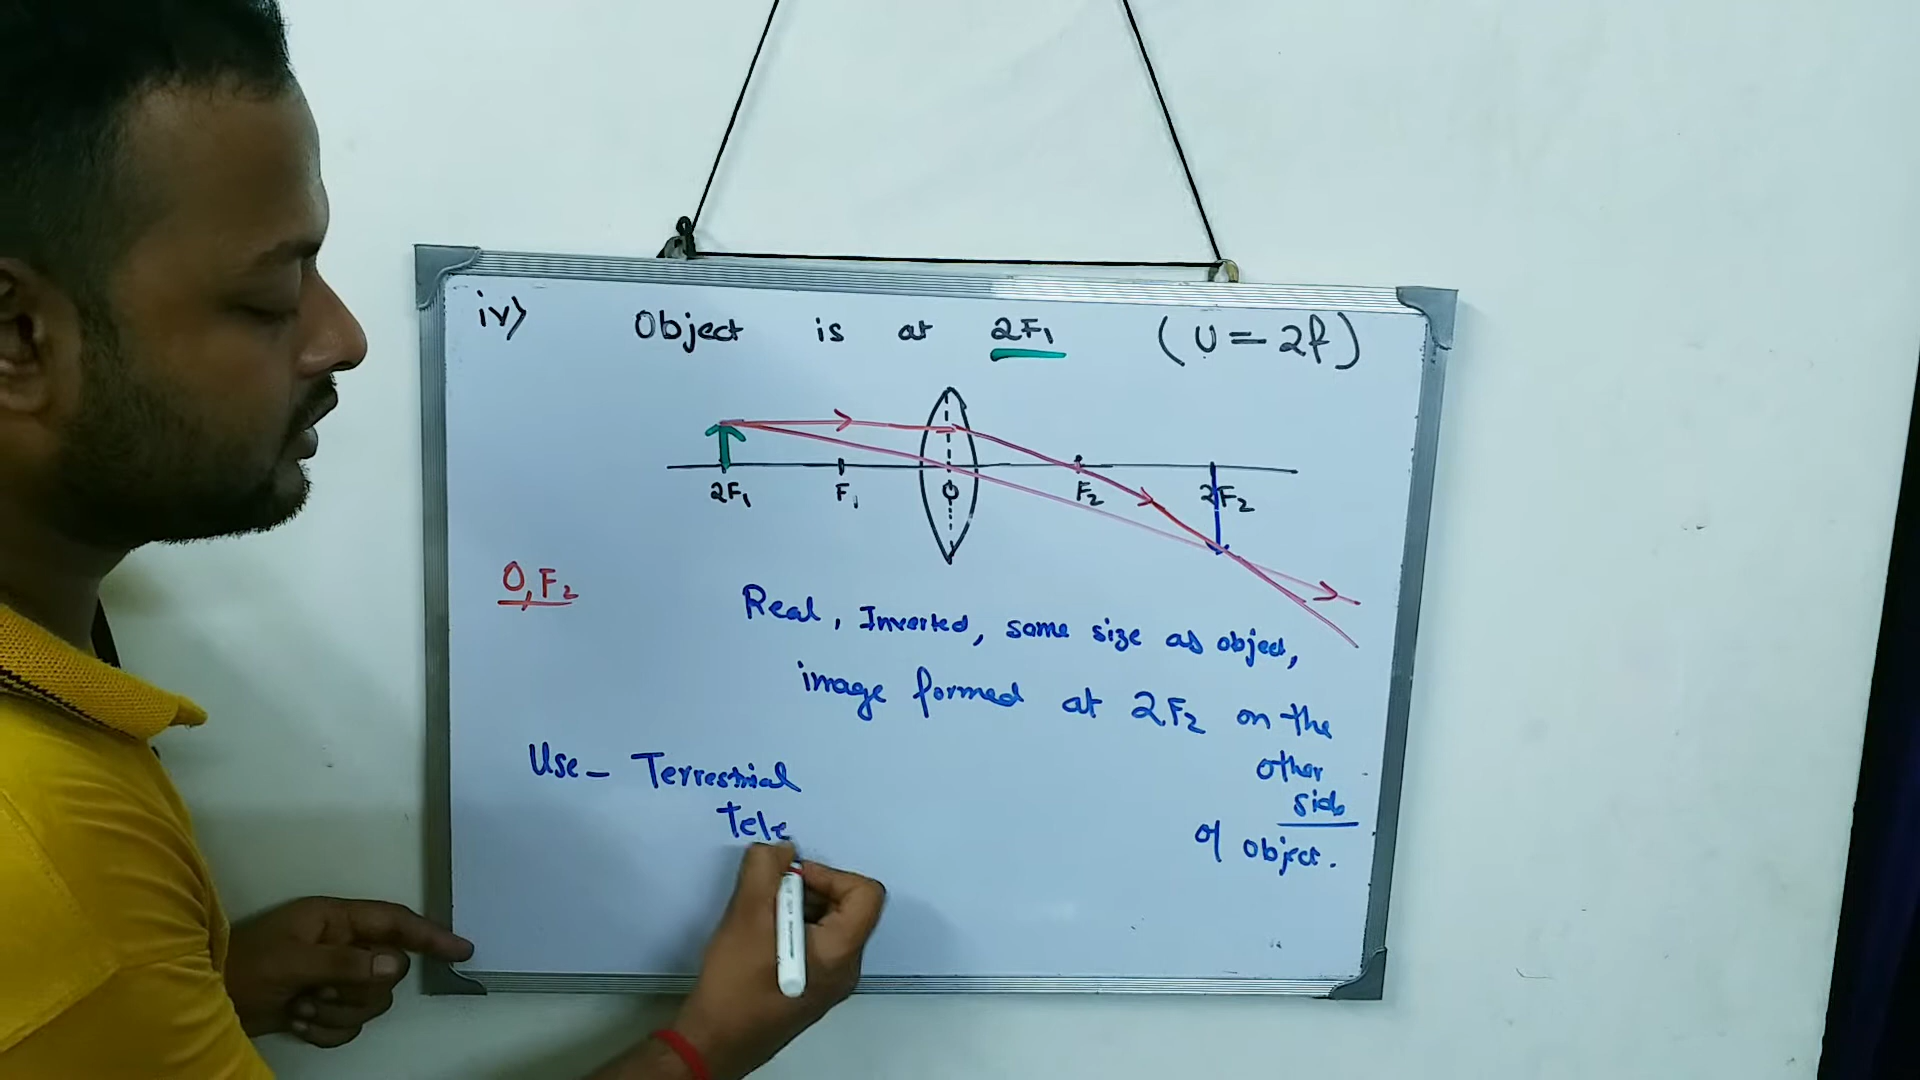 iv) Object is at 2F₁ (U = 2f)
2F₁ F₁ O F₂ 2F₂
O, F₂
Real, Inverted, same size as object,
image formed at 2F₂ on the
other
side
of object.
Use - Terrestrial
Tele